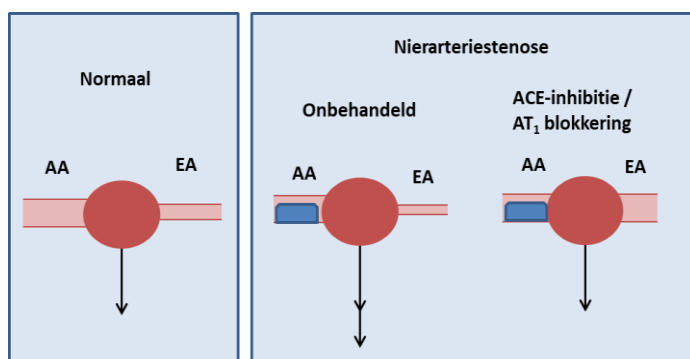 Normaal
AA
EA
Nierarteriestenose
Onbehandeld
AA
EA
ACE-inhibitie /
AT₁ blokkering
AA
EA